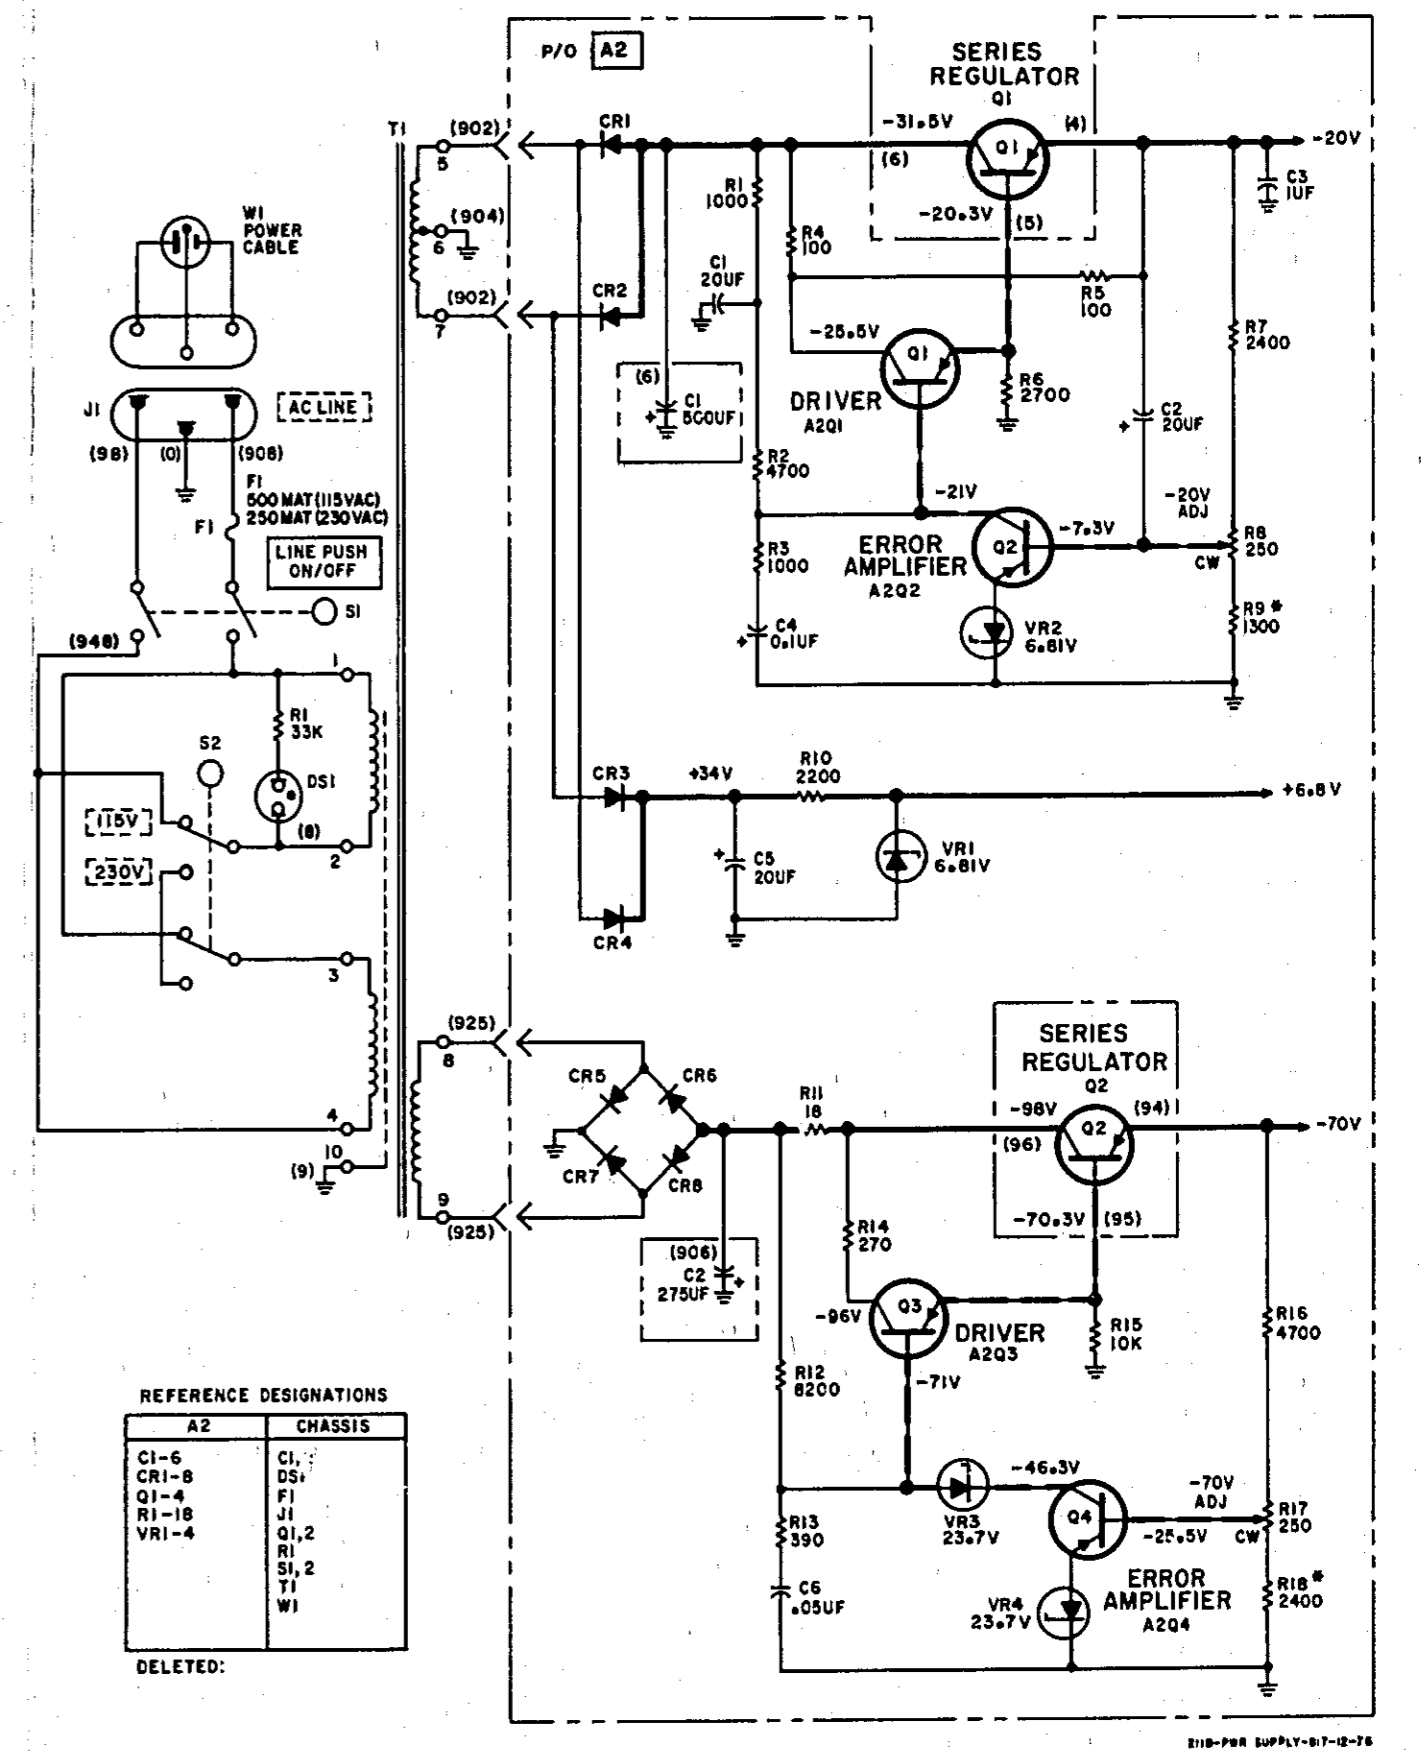 P/O A2
SERIES
REGULATOR
Q1
-31.5V
(6)
Q1
(4)
-20V
C3
1UF
-20.3V
(5)
T1
(902)
5
(904)
6
(902)
7
CR1
CR2
R1
1000
R4
100
C1
20UF
R5
100
R7
2400
W1
POWER
CABLE
J1
AC LINE
(98)
(0)
(908)
F1
500MAT(115VAC)
250MAT(230VAC)
F1
LINE PUSH
ON/OFF
S1
(948)
(6)
C1
500UF
+
-25.5V
Q1
DRIVER
A2Q1
R6
2700
C2
20UF
+
R2
4700
-21V
-20V
ADJ
ERROR
AMPLIFIER
A2Q2
Q2
-7.3V
CW
R8
250
R3
1000
C4
0.1UF
+
VR2
6.81V
R9*
1300
1
R1
33K
S2
DS1
115V
(8)
2
230V
3
4
10
(9)
CR3
+34V
R10
2200
+6.8V
C5
20UF
+
VR1
6.81V
CR4
(925)
8
9
(925)
CR5
CR6
CR7
CR8
R11
18
SERIES
REGULATOR
Q2
-98V
(96)
Q2
(94)
-70V
-70.3V
(95)
(906)
C2
275UF
+
R14
270
-96V
Q3
DRIVER
A2Q3
R15
10K
R16
4700
R12
8200
-71V
-46.3V
VR3
23.7V
Q4
-70V
ADJ
-25.5V
CW
R17
250
R13
390
C6
.05UF
VR4
23.7V
ERROR
AMPLIFIER
A2Q4
R18*
2400
REFERENCE DESIGNATIONS
A2
CHASSIS
C1-6
CR1-8
Q1-4
R1-18
VR1-4
C1,
DS1
F1
J1
Q1,2
R1
S1,2
T1
W1
DELETED: